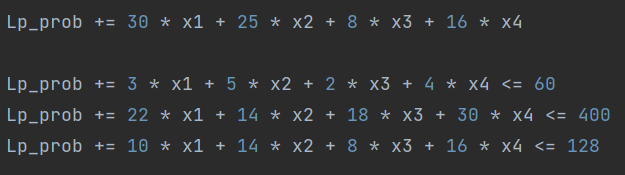 Lp_prob += 30 * x1 + 25 * x2 + 8 * x3 + 16 * x4
Lp_prob += 3 * x1 + 5 * x2 + 2 * x3 + 4 * x4 <= 60
Lp_prob += 22 * x1 + 14 * x2 + 18 * x3 + 30 * x4 <= 400
Lp_prob += 10 * x1 + 14 * x2 + 8 * x3 + 16 * x4 <= 128